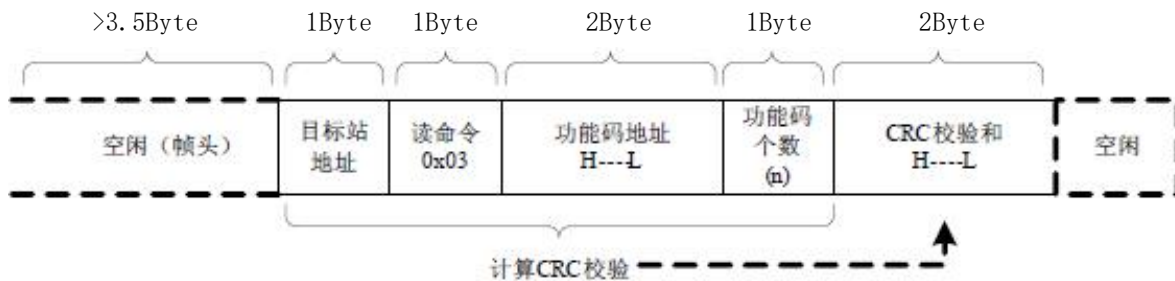 >3.5Byte 1Byte 1Byte 2Byte 1Byte 2Byte
空闲（帧头）
目标站
地址
读命令
0x03
功能码地址
H----L
功能码
个数
(n)
CRC校验和
H----L
空闲
计算CRC校验